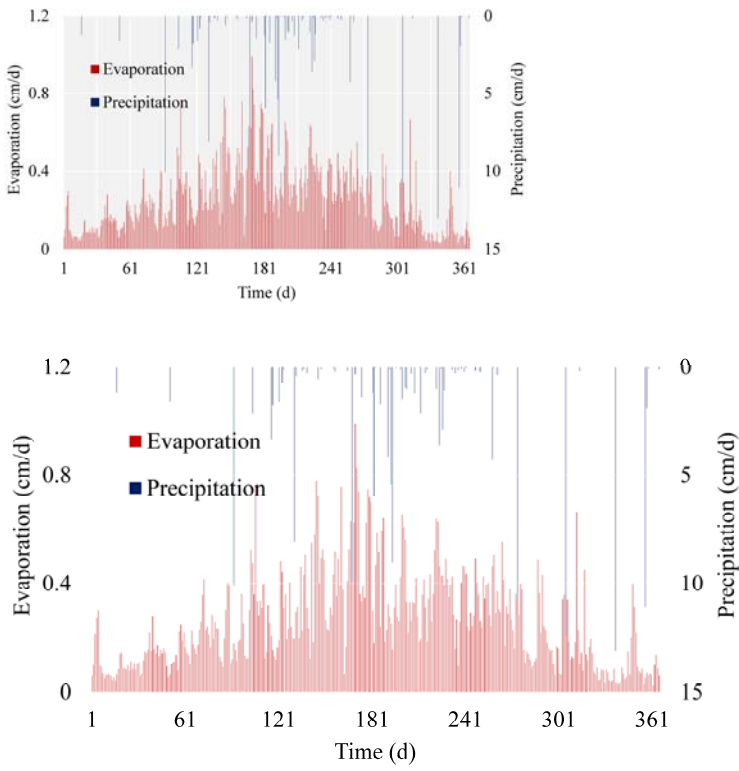 1.2
0.8
0.4
0
Evaporation (cm/d)
Evaporation
Precipitation
0
5
10
15
Precipitation (cm/d)
1 61 121 181 241 301 361
Time (d)
1.2
0.8
0.4
0
Evaporation (cm/d)
Evaporation
Precipitation
0
5
10
15
Precipitation (cm/d)
1 61 121 181 241 301 361
Time (d)